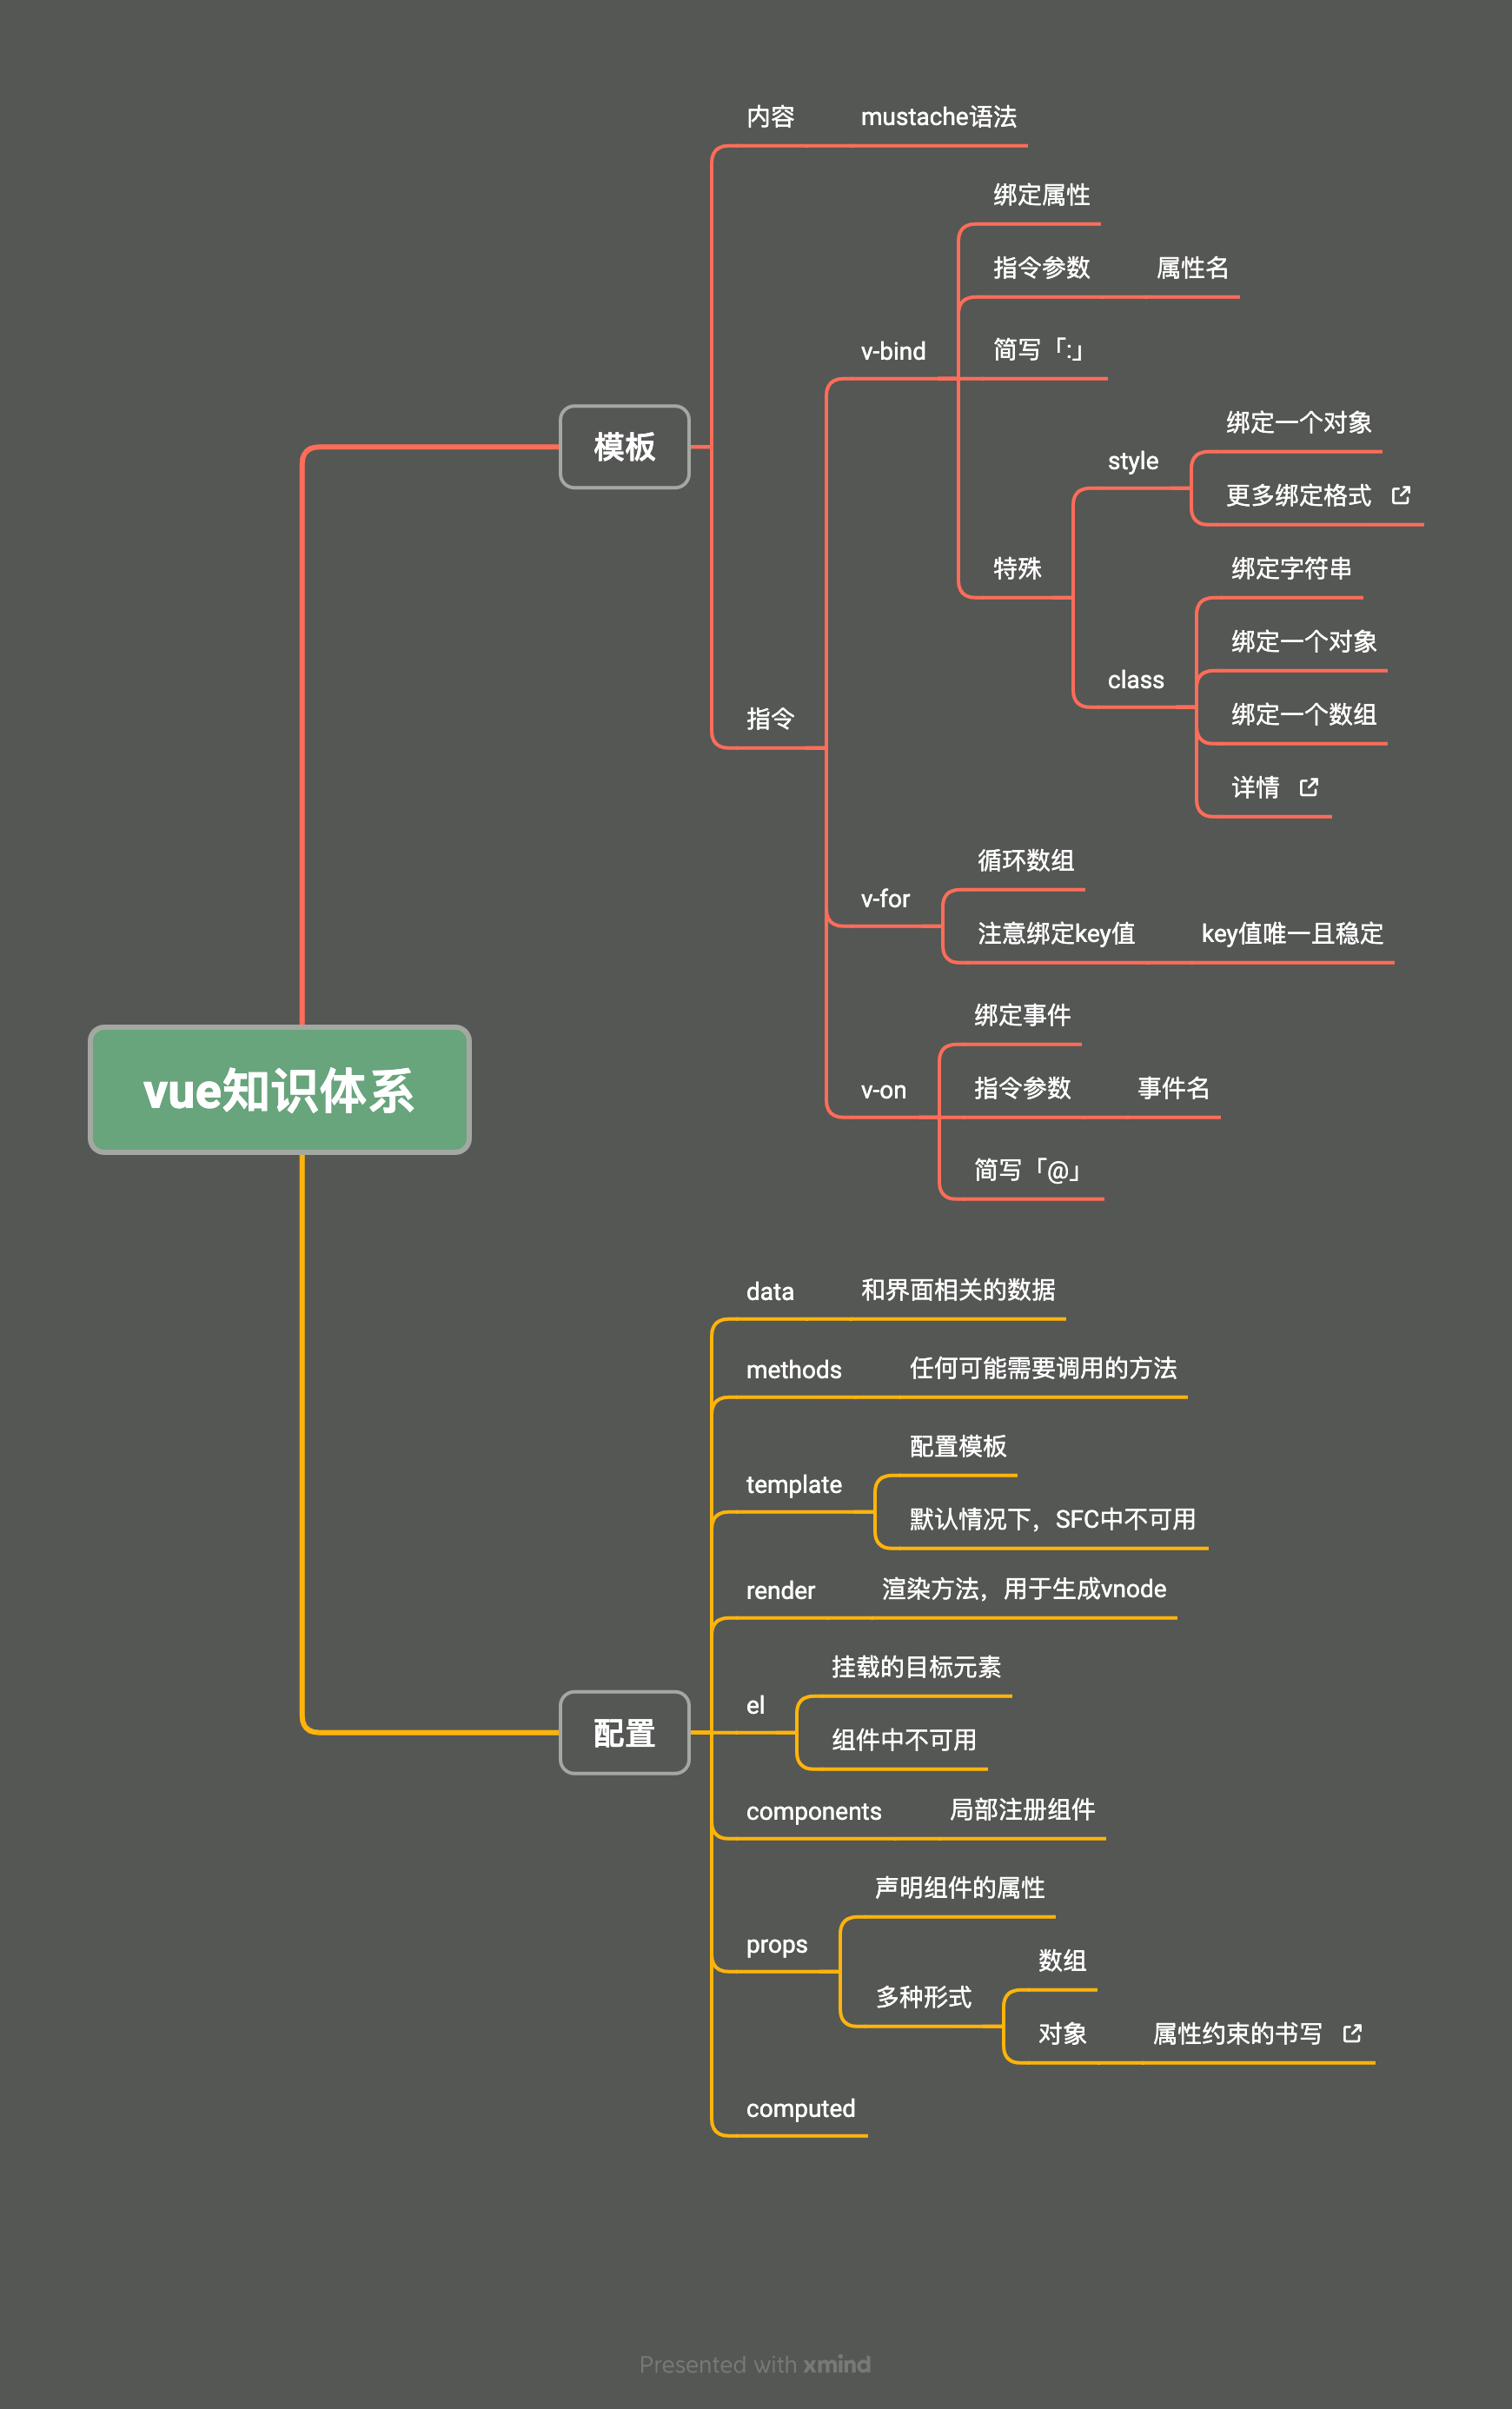 vue知识体系
模板
内容
mustache语法
指令
v-bind
绑定属性
指令参数
属性名
简写「:」
特殊
style
绑定一个对象
更多绑定格式
class
绑定字符串
绑定一个对象
绑定一个数组
详情
v-for
循环数组
注意绑定key值
key值唯一且稳定
v-on
绑定事件
指令参数
事件名
简写「@」
配置
data
和界面相关的数据
methods
任何可能需要调用的方法
template
配置模板
默认情况下，SFC中不可用
render
渲染方法，用于生成vnode
el
挂载的目标元素
组件中不可用
components
局部注册组件
props
声明组件的属性
多种形式
数组
对象
属性约束的书写
computed
Presented with xmind